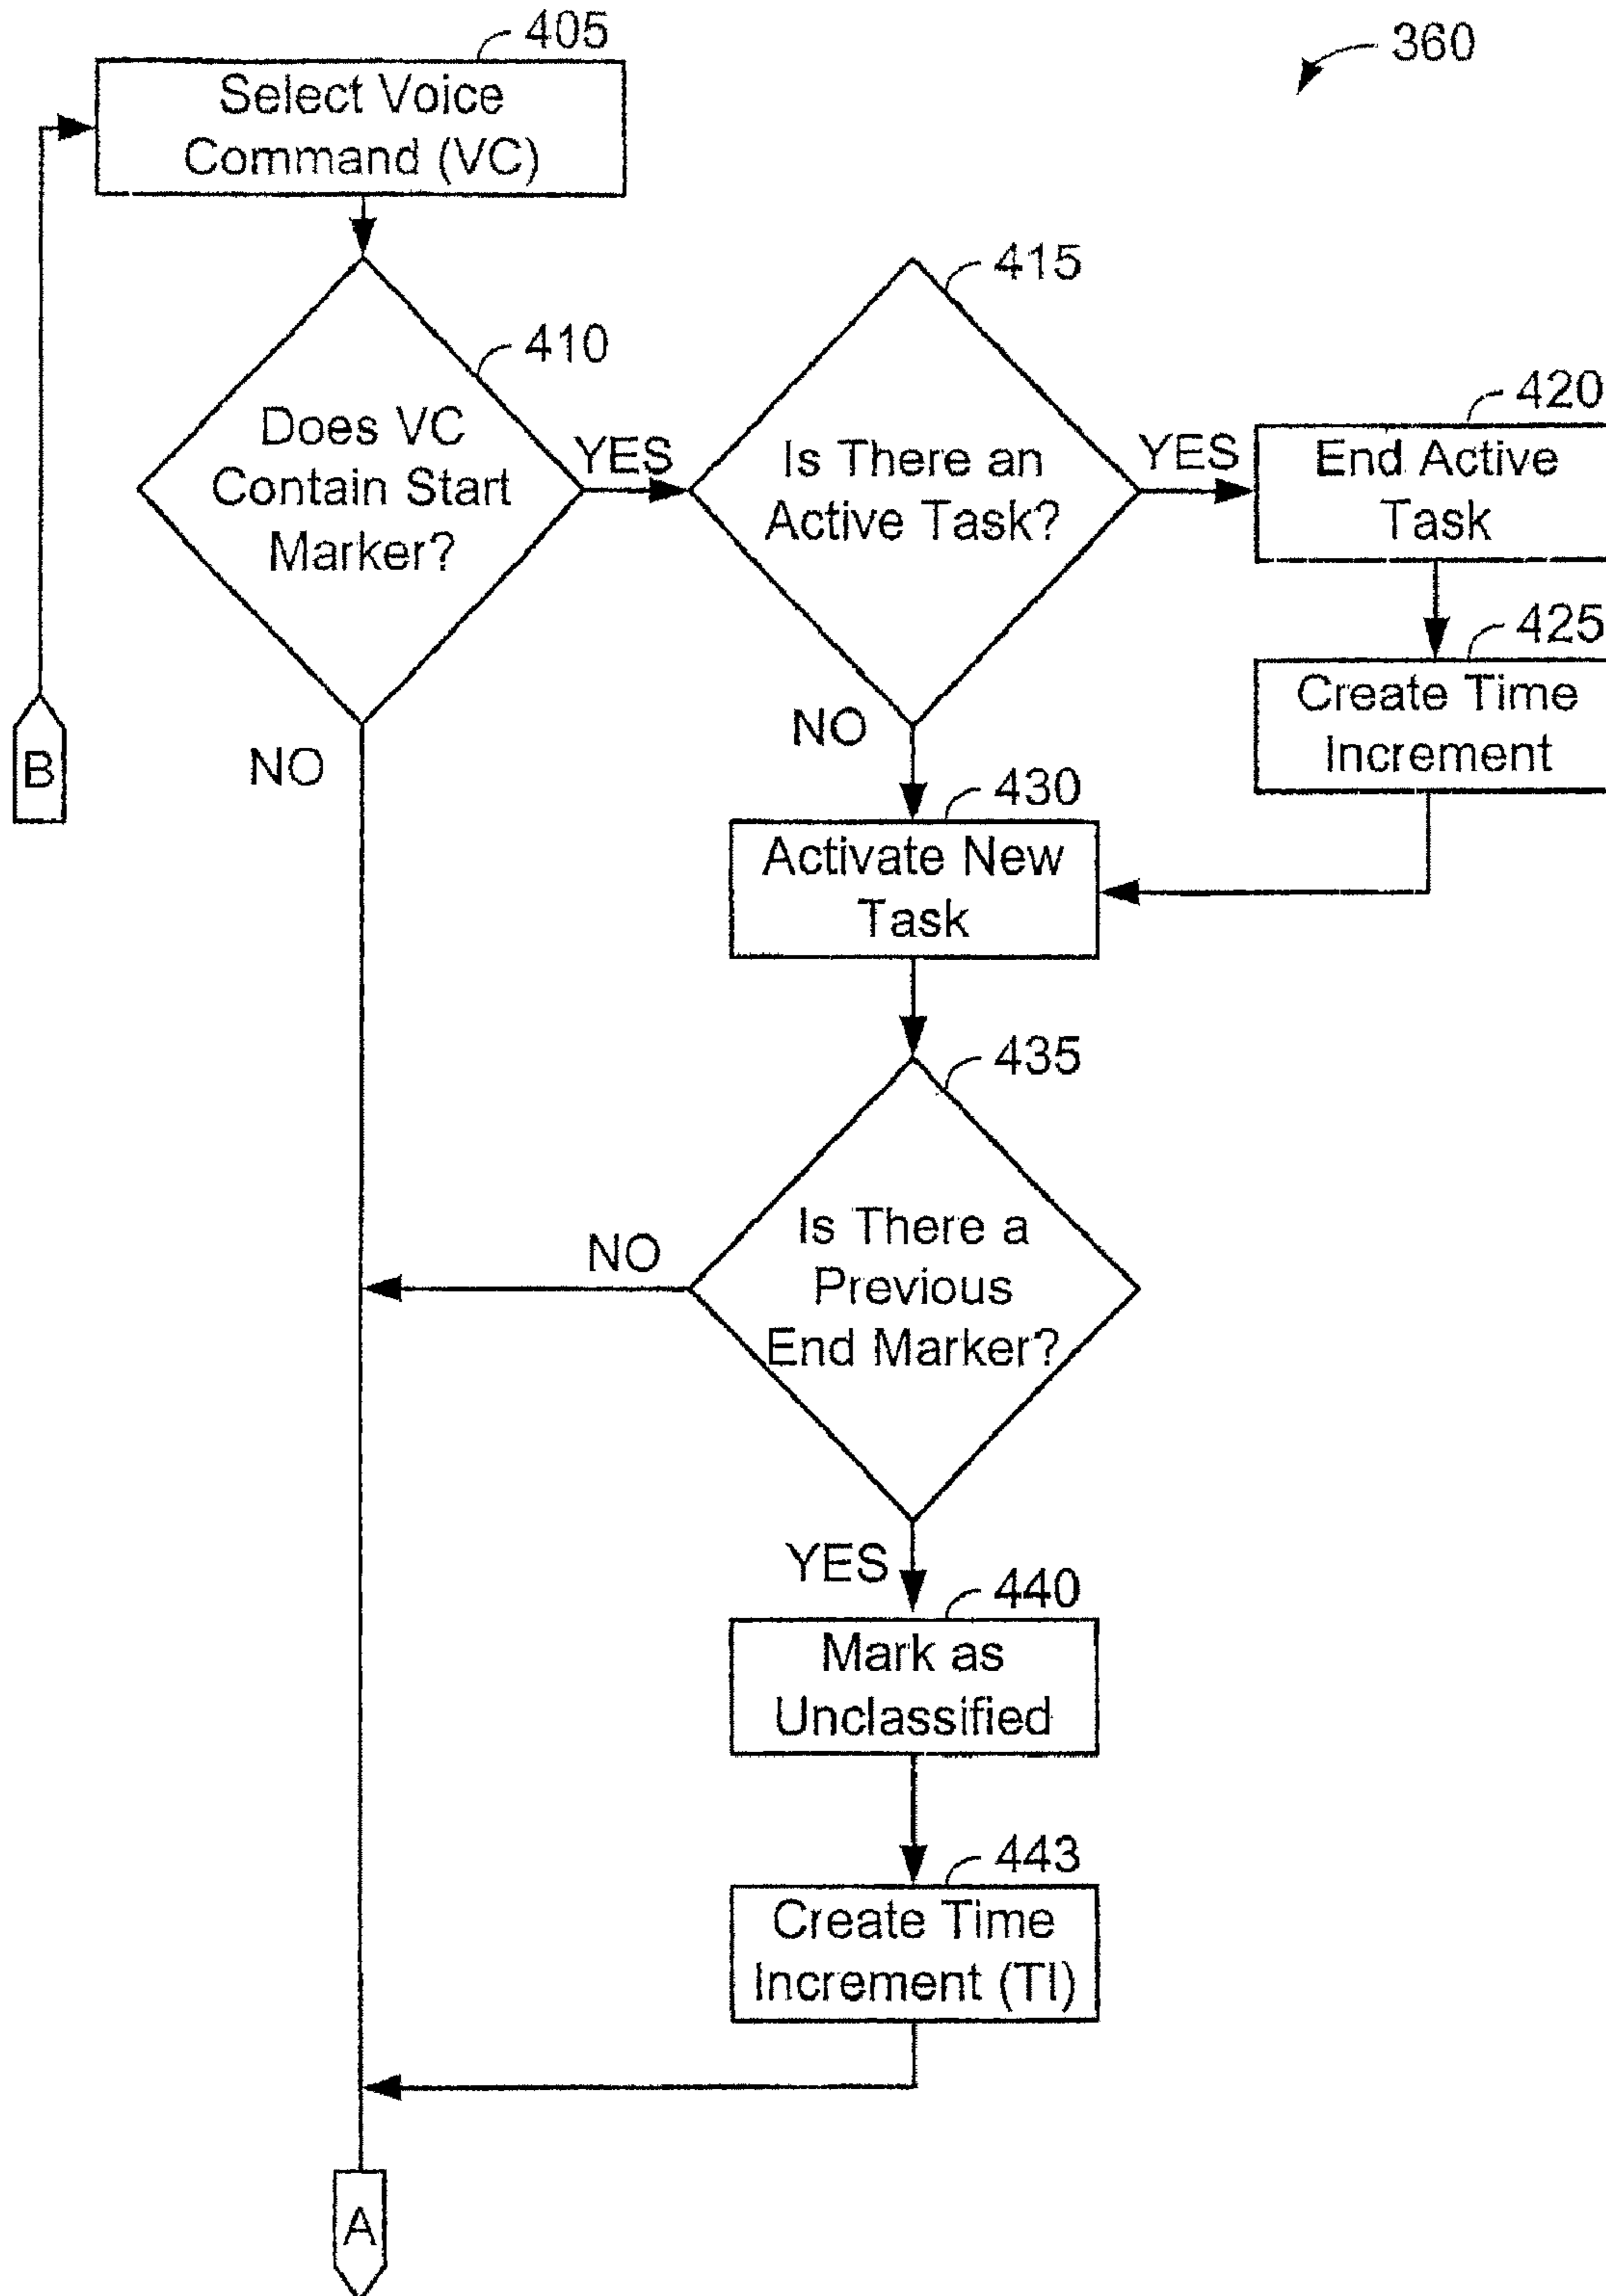 405
360
Select Voice
Command (VC)
415
410
Does VC
Contain Start
Marker?
YES
Is There an
Active Task?
YES
420
End Active
Task
425
Create Time
Increment
B
NO
NO
430
Activate New
Task
435
Is There a
Previous
End Marker?
NO
YES
440
Mark as
Unclassified
443
Create Time
Increment (TI)
A